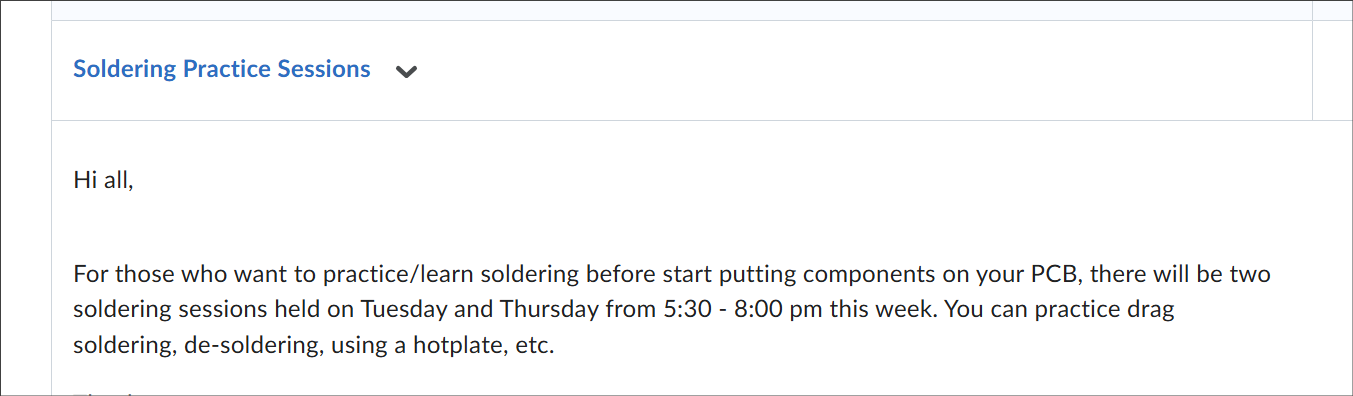 Soldering Practice Sessions
Hi all,
For those who want to practice/learn soldering before start putting components on your PCB, there will be two
soldering sessions held on Tuesday and Thursday from 5:30 - 8:00 pm this week. You can practice drag
soldering, de-soldering, using a hotplate, etc.